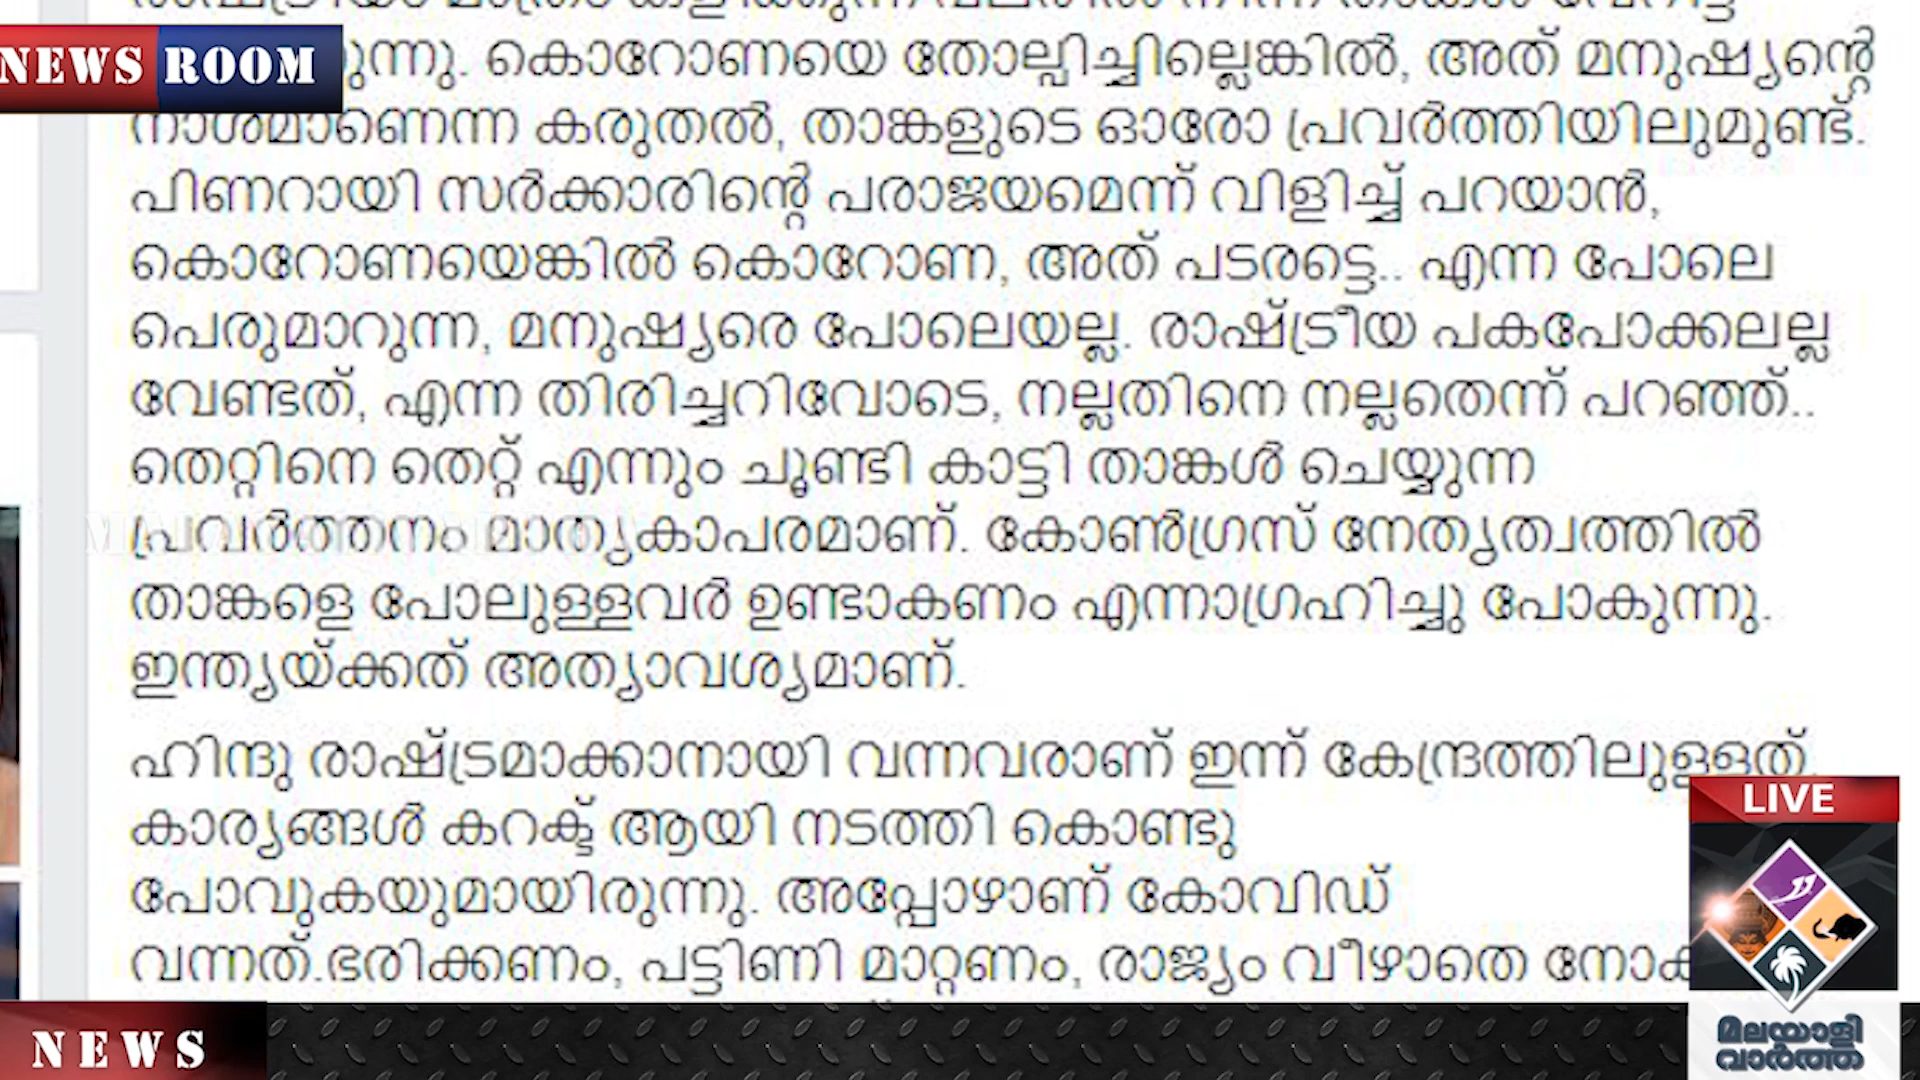 NEWS ROOM
കൊറോണയെ തോല്പിച്ചില്ലെങ്കിൽ, അത് മനുഷ്യന്റെ
നാശമാണെന്ന കരുതൽ, താങ്കളുടെ ഓരോ പ്രവർത്തിയിലുമുണ്ട്.
പിണറായി സർക്കാരിന്റെ പരാജയമെന്ന് വിളിച്ച് പറയാൻ,
കൊറോണയെങ്കിൽ കൊറോണ, അത് പടരട്ടെ.. എന്ന പോലെ
പെരുമാറുന്ന, മനുഷ്യരെ പോലെയല്ല. രാഷ്ട്രീയ പകപോക്കലല്ല
വേണ്ടത്, എന്ന തിരിച്ചറിവോടെ, നല്ലതിനെ നല്ലതെന്ന് പറഞ്ഞ്..
തെറ്റിനെ തെറ്റ് എന്നും ചൂണ്ടി കാട്ടി താങ്കൾ ചെയ്യുന്ന
പ്രവർത്തനം മാതൃകാപരമാണ്. കോൺഗ്രസ് നേതൃത്വത്തിൽ
താങ്കളെ പോലുള്ളവർ ഉണ്ടാകണം എന്നാഗ്രഹിച്ചു പോകുന്നു.
ഇന്ത്യയ്ക്കത് അത്യാവശ്യമാണ്.
ഹിന്ദു രാഷ്ട്രമാക്കാനായി വന്നവരാണ് ഇന്ന് കേന്ദ്രത്തിലുള്ളത്.
കാര്യങ്ങൾ കറക്ട് ആയി നടത്തി കൊണ്ടു
പോവുകയുമായിരുന്നു. അപ്പോഴാണ് കോവിഡ്
വന്നത്.ഭരിക്കണം, പട്ടിണി മാറ്റണം, രാജ്യം വീഴാതെ
LIVE
മലയാളി
വാർത്ത
NEWS